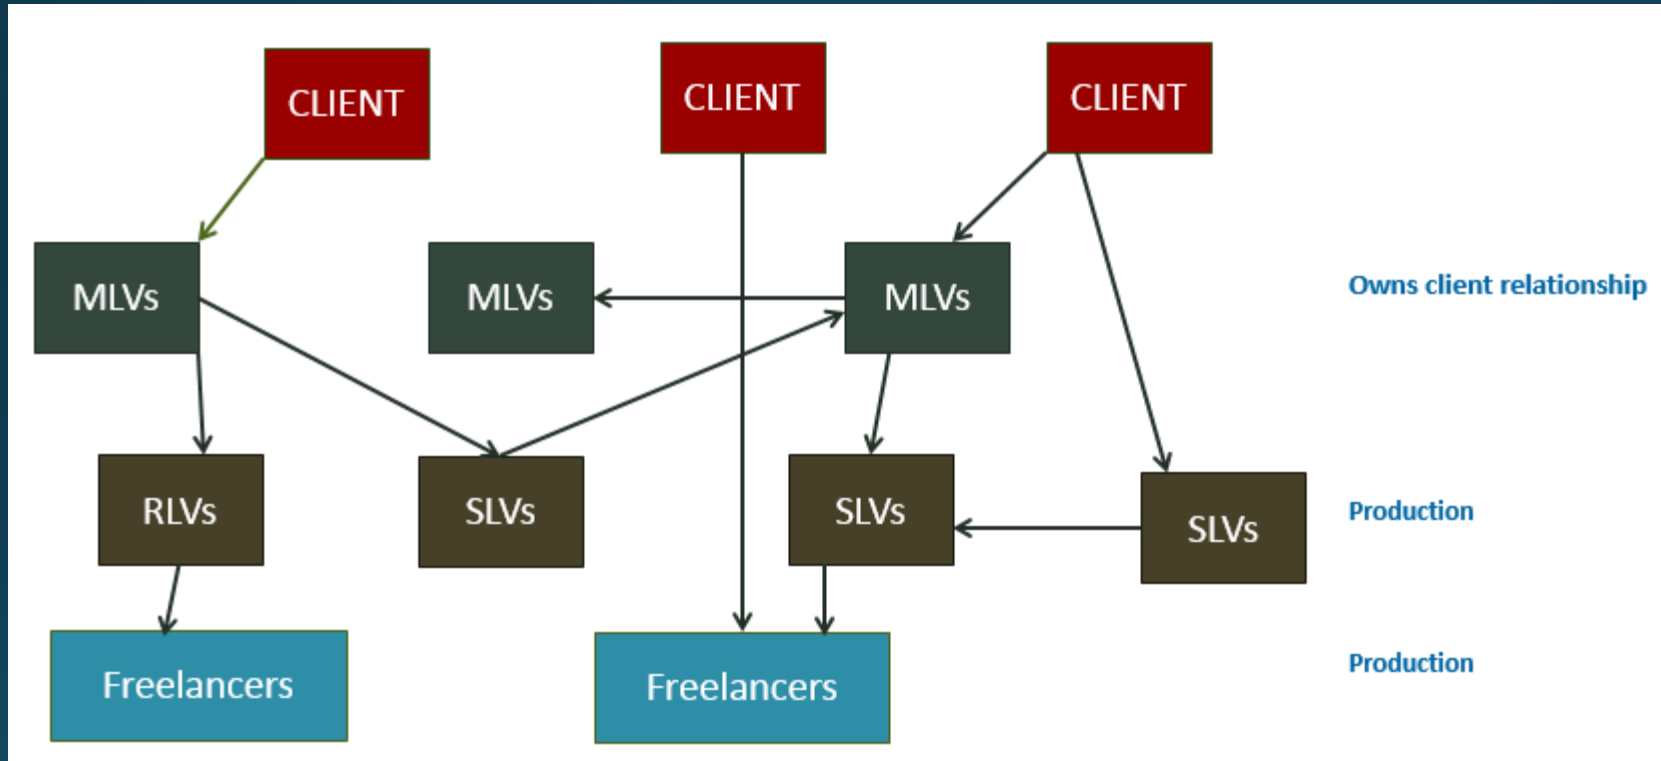 CLIENT
CLIENT
CLIENT
MLVs
MLVs
MLVs
Owns client relationship
RLVs
SLVs
SLVs
SLVs
Production
Freelancers
Freelancers
Production